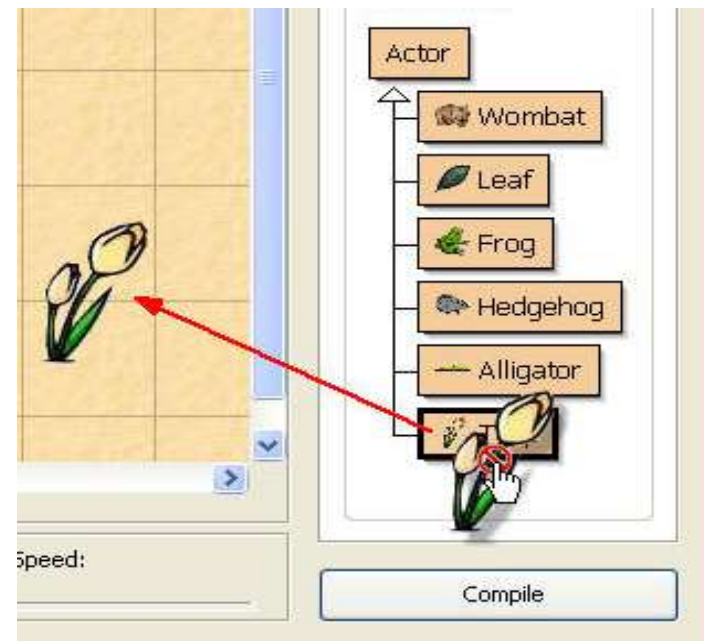 Actor
Wombat
Leaf
Frog
Hedgehog
Alligator
Speed:
Compile